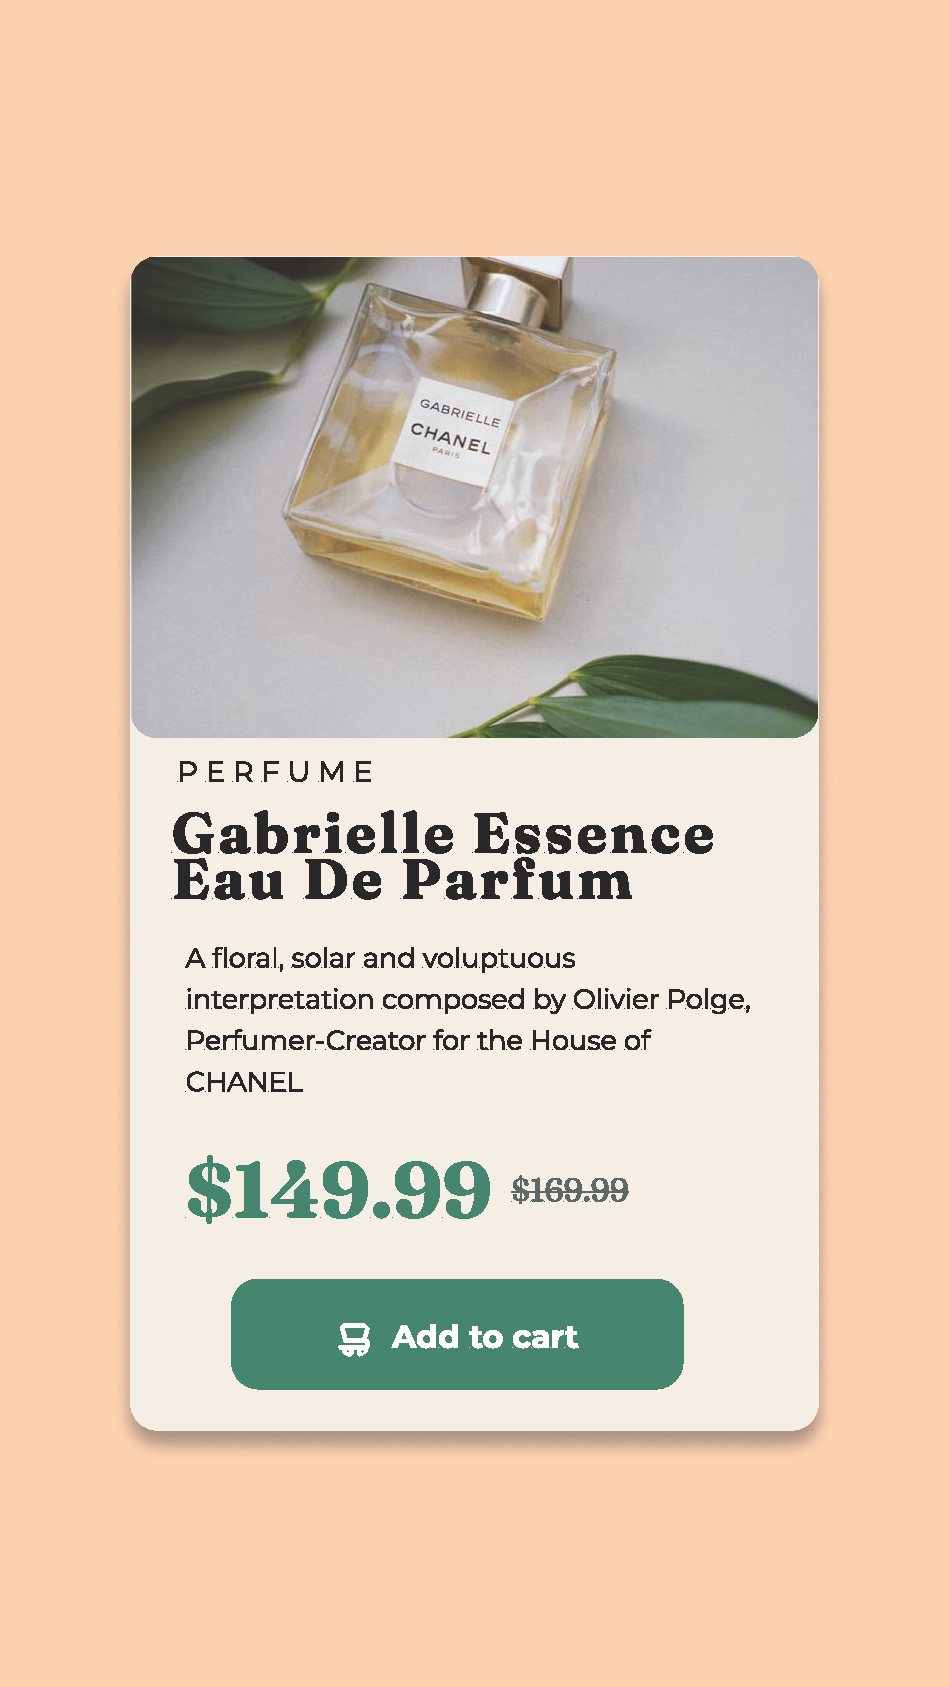 GABRIELLE
CHANEL
PARIS
PERFUME
Gabrielle Essence
Eau De Parfum
A floral, solar and voluptuous
interpretation composed by Olivier Polge,
Perfumer-Creator for the House of
CHANEL
$149.99 $169.99
Add to cart